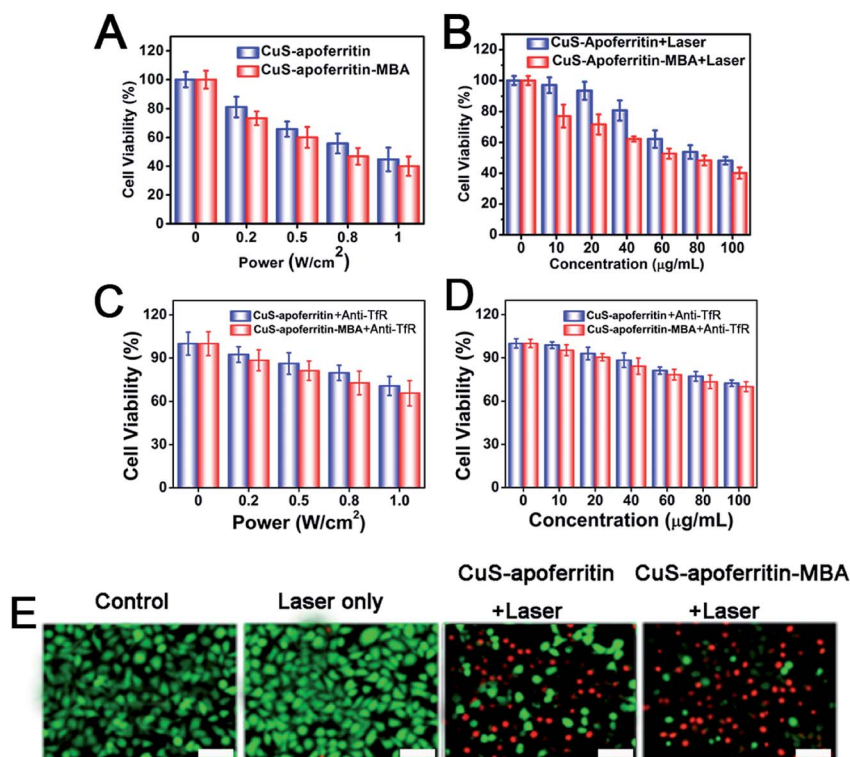 A
120
100
80
60
40
20
0
Cell Viability (%)
CuS-apoferritin
CuS-apoferritin-MBA
0 0.2 0.5 0.8 1
Power (W/cm²)
B
120
100
80
60
40
20
0
Cell Viability (%)
CuS-Apoferritin+Laser
CuS-Apoferritin-MBA+Laser
0 10 20 40 60 80 100
Concentration (μg/mL)
C
120
90
60
30
0
Cell Viability (%)
CuS-apoferritin+Anti-TfR
CuS-apoferritin-MBA+Anti-TfR
0 0.2 0.5 0.8 1.0
Power (W/cm²)
D
120
90
60
30
0
Cell Viability (%)
CuS-apoferritin+Anti-TfR
CuS-apoferritin-MBA+Anti-TfR
0 10 20 40 60 80 100
Concentration (μg/mL)
E
Control
Laser only
CuS-apoferritin
+Laser
CuS-apoferritin-MBA
+Laser